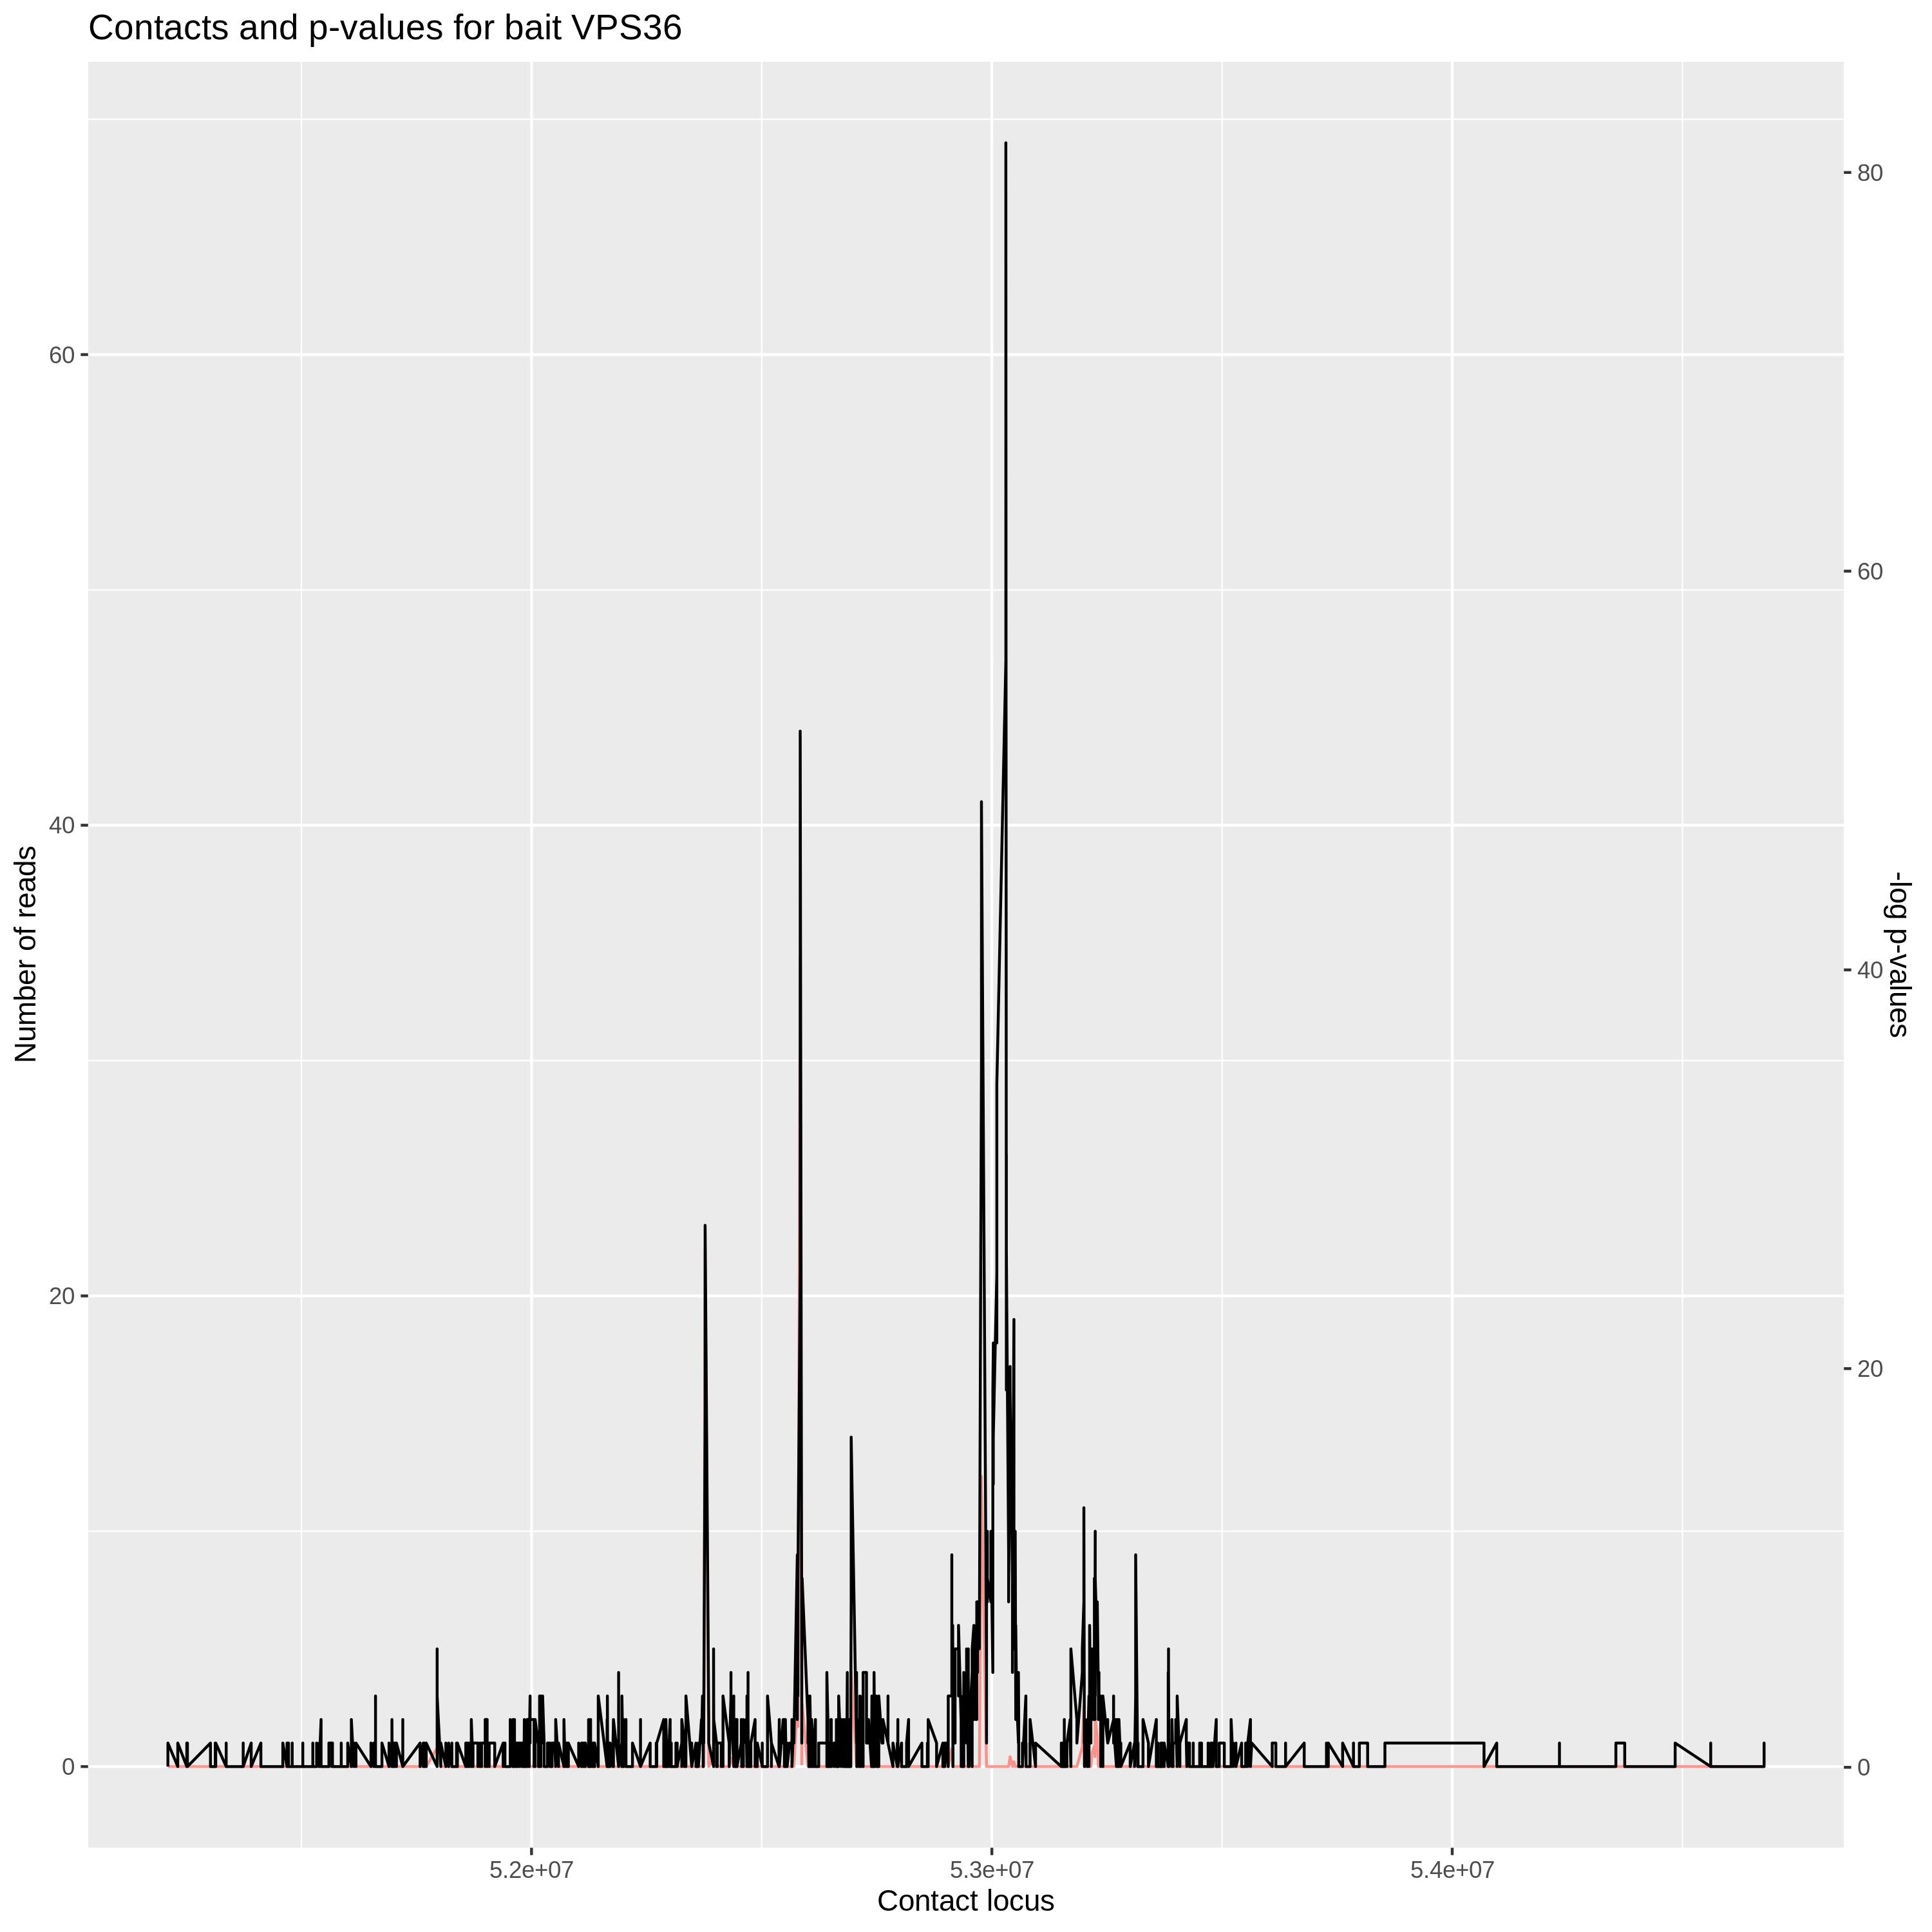 Contacts and p-values for bait VPS36
Number of reads
60
40
20
0
80
60
40
20
0
-log p-values
5.2e+07 5.3e+07 5.4e+07
Contact locus